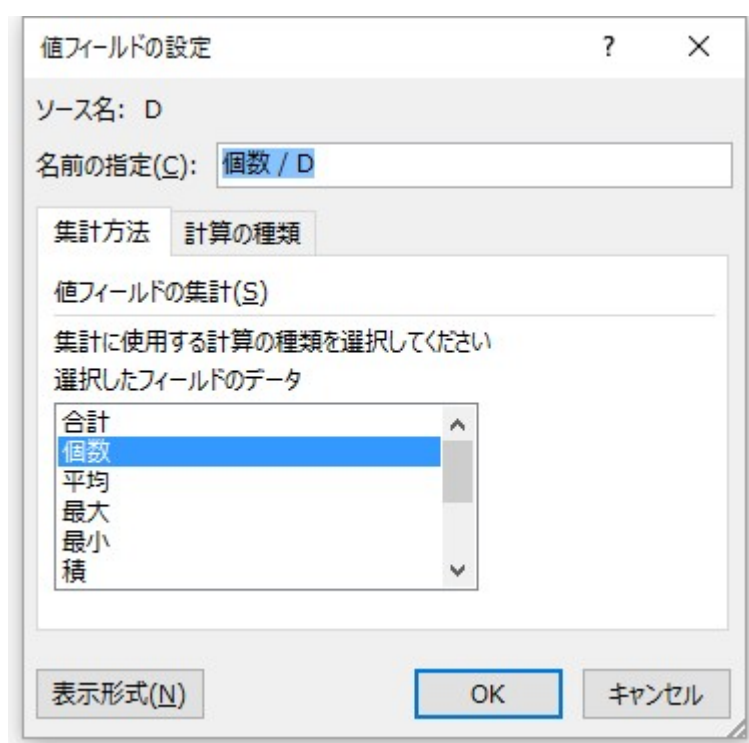 値フィールドの設定 ? ×
ソース名: D
名前の指定(C): 個数 / D
集計方法 計算の種類
値フィールドの集計(S)
集計に使用する計算の種類を選択してください
選択したフィールドのデータ
合計
個数
平均
最大
最小
積
表示形式(N) OK キャンセル